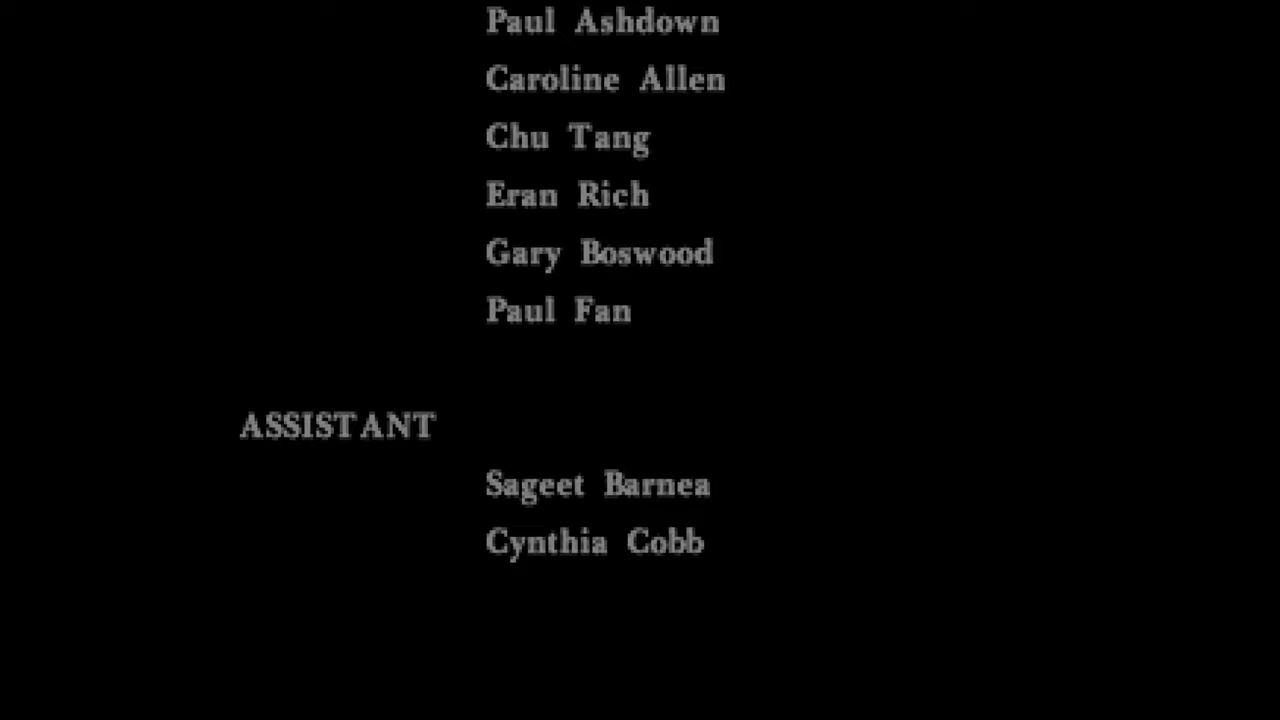 Paul Ashdown
Caroline Allen
Chu Tang
Eran Rich
Gary Boswood
Paul Fan
ASSISTANT
Sageet Barnea
Cynthia Cobb